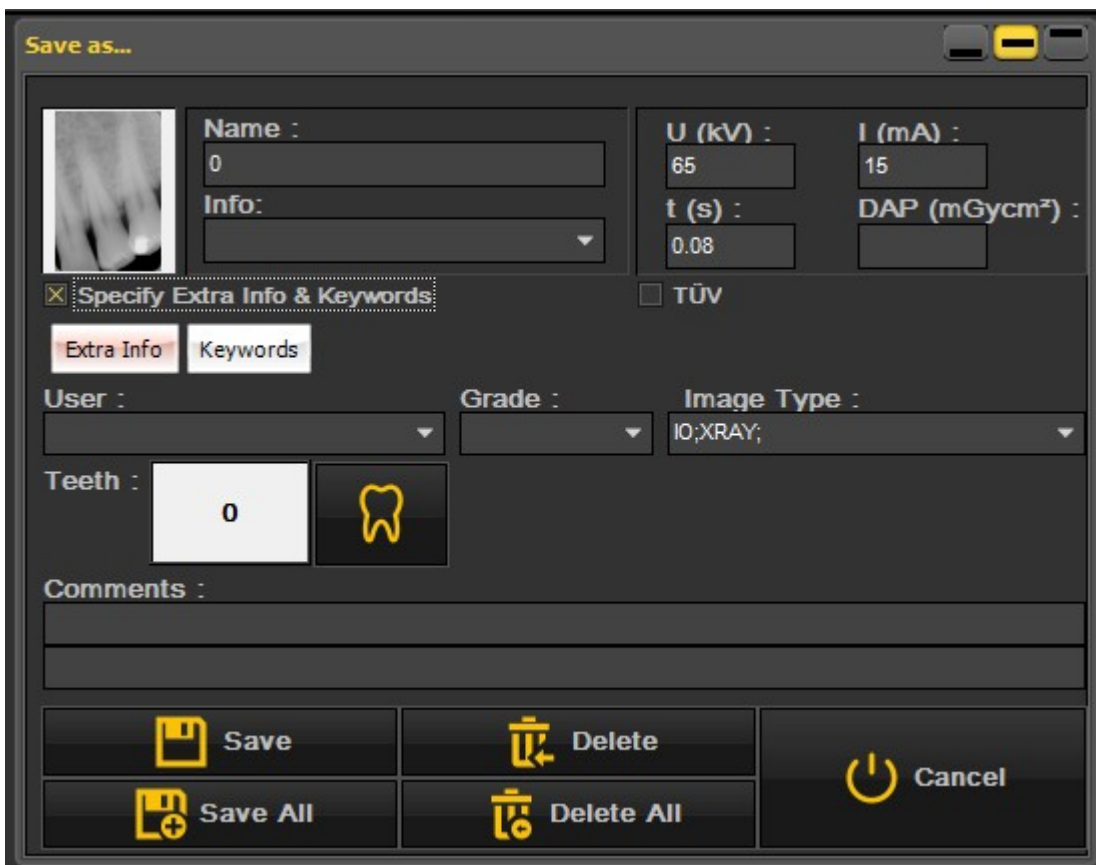 Save as...
Name :
0
Info:
U (kV) :
65
I (mA) :
15
t (s) :
0.08
DAP (mGycm²) :
Specify Extra Info & Keywords
TÜV
Extra Info
Keywords
User :
Grade :
Image Type :
IO;XRAY;
Teeth :
0
Comments :
Save
Delete
Cancel
Save All
Delete All